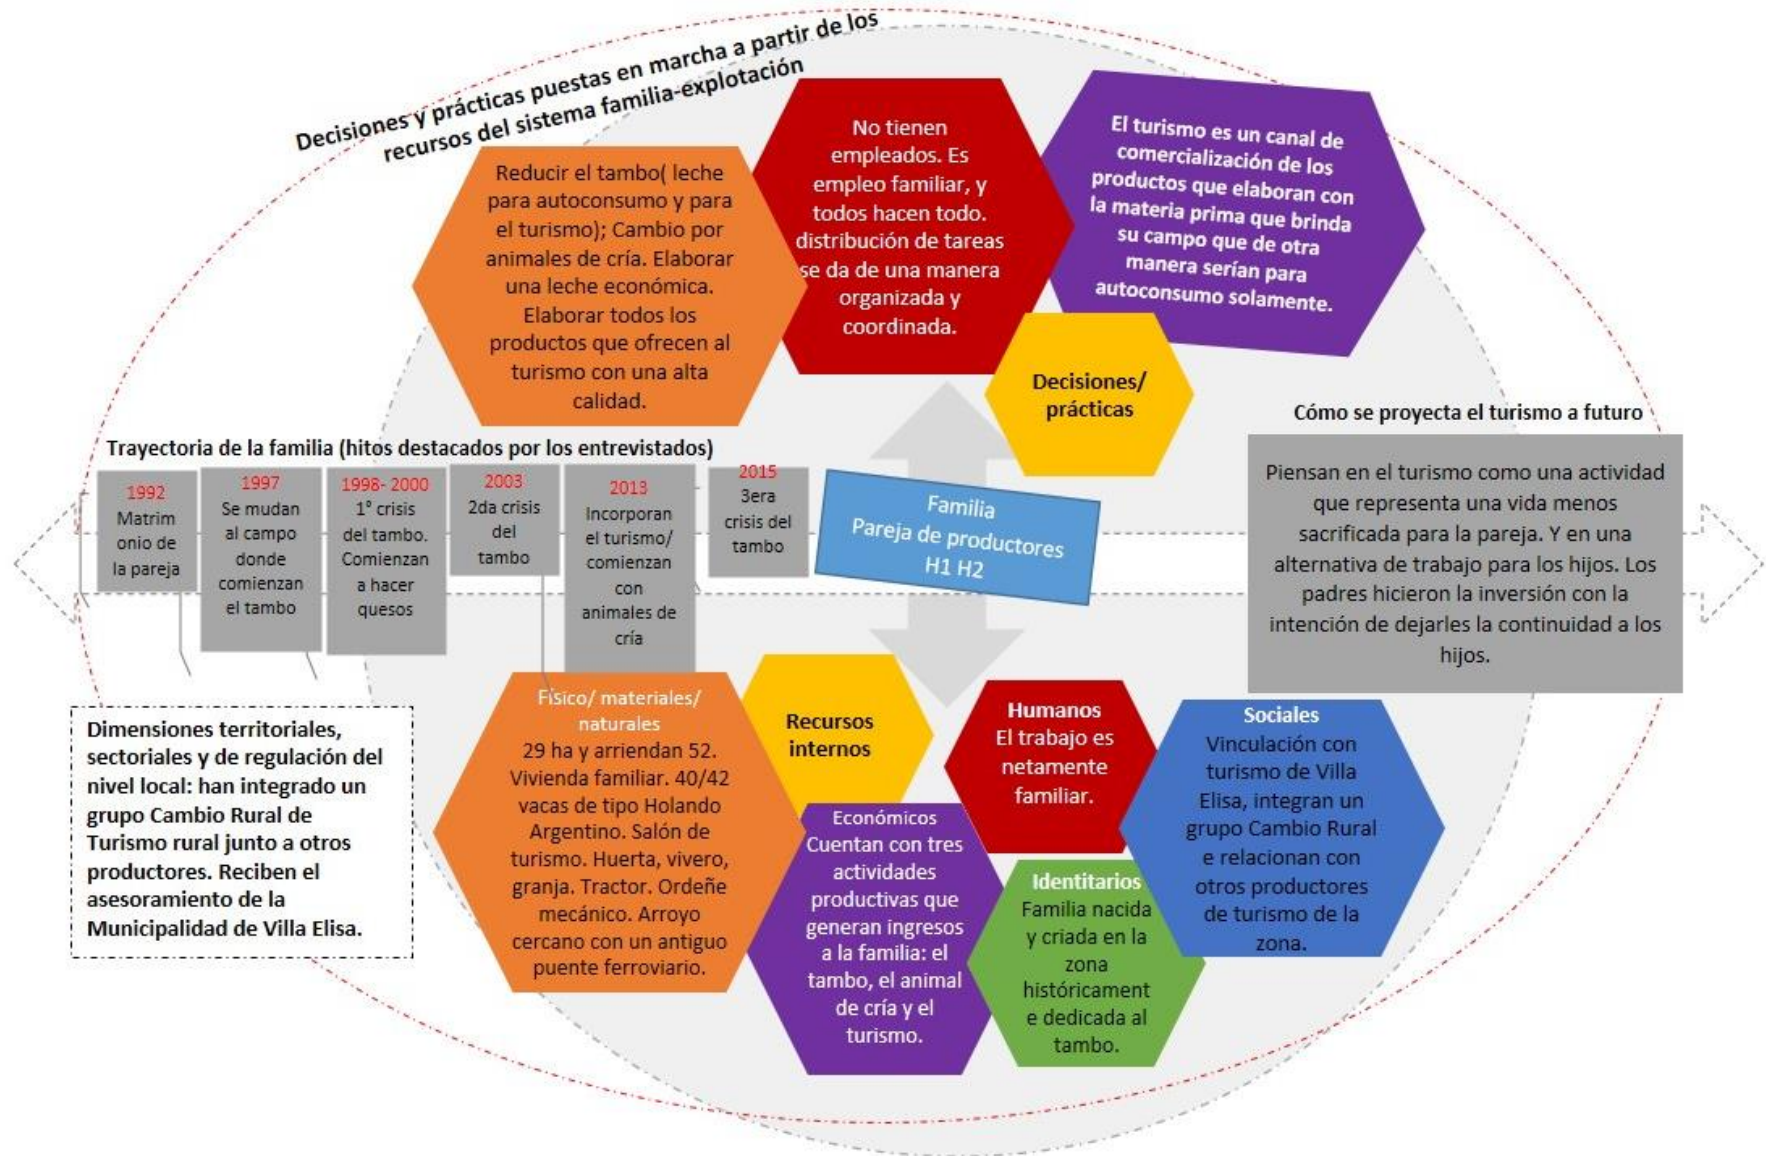 Decisiones y prácticas puestas en marcha a partir de los
recursos del sistema familia-explotación
Reducir el tambo( leche
para autoconsumo y para
el turismo); Cambio por
animales de cría. Elaborar
una leche económica.
Elaborar todos los
productos que ofrecen al
turismo con una alta
calidad.
No tienen
empleados. Es
empleo familiar, y
todos hacen todo.
distribución de tareas
se da de una manera
organizada y
coordinada.
El turismo es un canal de
comercialización de los
productos que elaboran con
la materia prima que brinda
su campo que de otra
manera serían para
autoconsumo solamente.
Decisiones/
prácticas
Trayectoria de la familia (hitos destacados por los entrevistados)
1992
Matrim
onio de
la pareja
1997
Se mudan
al campo
donde
comienzan
el tambo
1998- 2000
1° crisis
del tambo.
Comienzan
a hacer
quesos
2003
2da crisis
del
tambo
2013
Incorporan
el turismo/
comienzan
con
animales de
cría
2015
3era
crisis del
tambo
Familia
Pareja de productores
H1 H2
Cómo se proyecta el turismo a futuro
Piensan en el turismo como una actividad
que representa una vida menos
sacrificada para la pareja. Y en una
alternativa de trabajo para los hijos. Los
padres hicieron la inversión con la
intención de dejarles la continuidad a los
hijos.
Dimensiones territoriales,
sectoriales y de regulación del
nivel local: han integrado un
grupo Cambio Rural de
Turismo rural junto a otros
productores. Reciben el
asesoramiento de la
Municipalidad de Villa Elisa.
Físico/ materiales/
naturales
29 ha y arriendan 52.
Vivienda familiar. 40/42
vacas de tipo Holando
Argentino. Salón de
turismo. Huerta, vivero,
granja. Tractor. Ordeñe
mecánico. Arroyo
cercano con un antiguo
puente ferroviario.
Recursos
internos
Económicos
Cuentan con tres
actividades
productivas que
generan ingresos
a la familia: el
tambo, el animal
de cría y el
turismo.
Humanos
El trabajo es
netamente
familiar.
Identitarios
Familia nacida
y criada en la
zona
históricament
e dedicada al
tambo.
Sociales
Vinculación con
turismo de Villa
Elisa, integran un
grupo Cambio Rural
e relacionan con
otros productores
de turismo de la
zona.